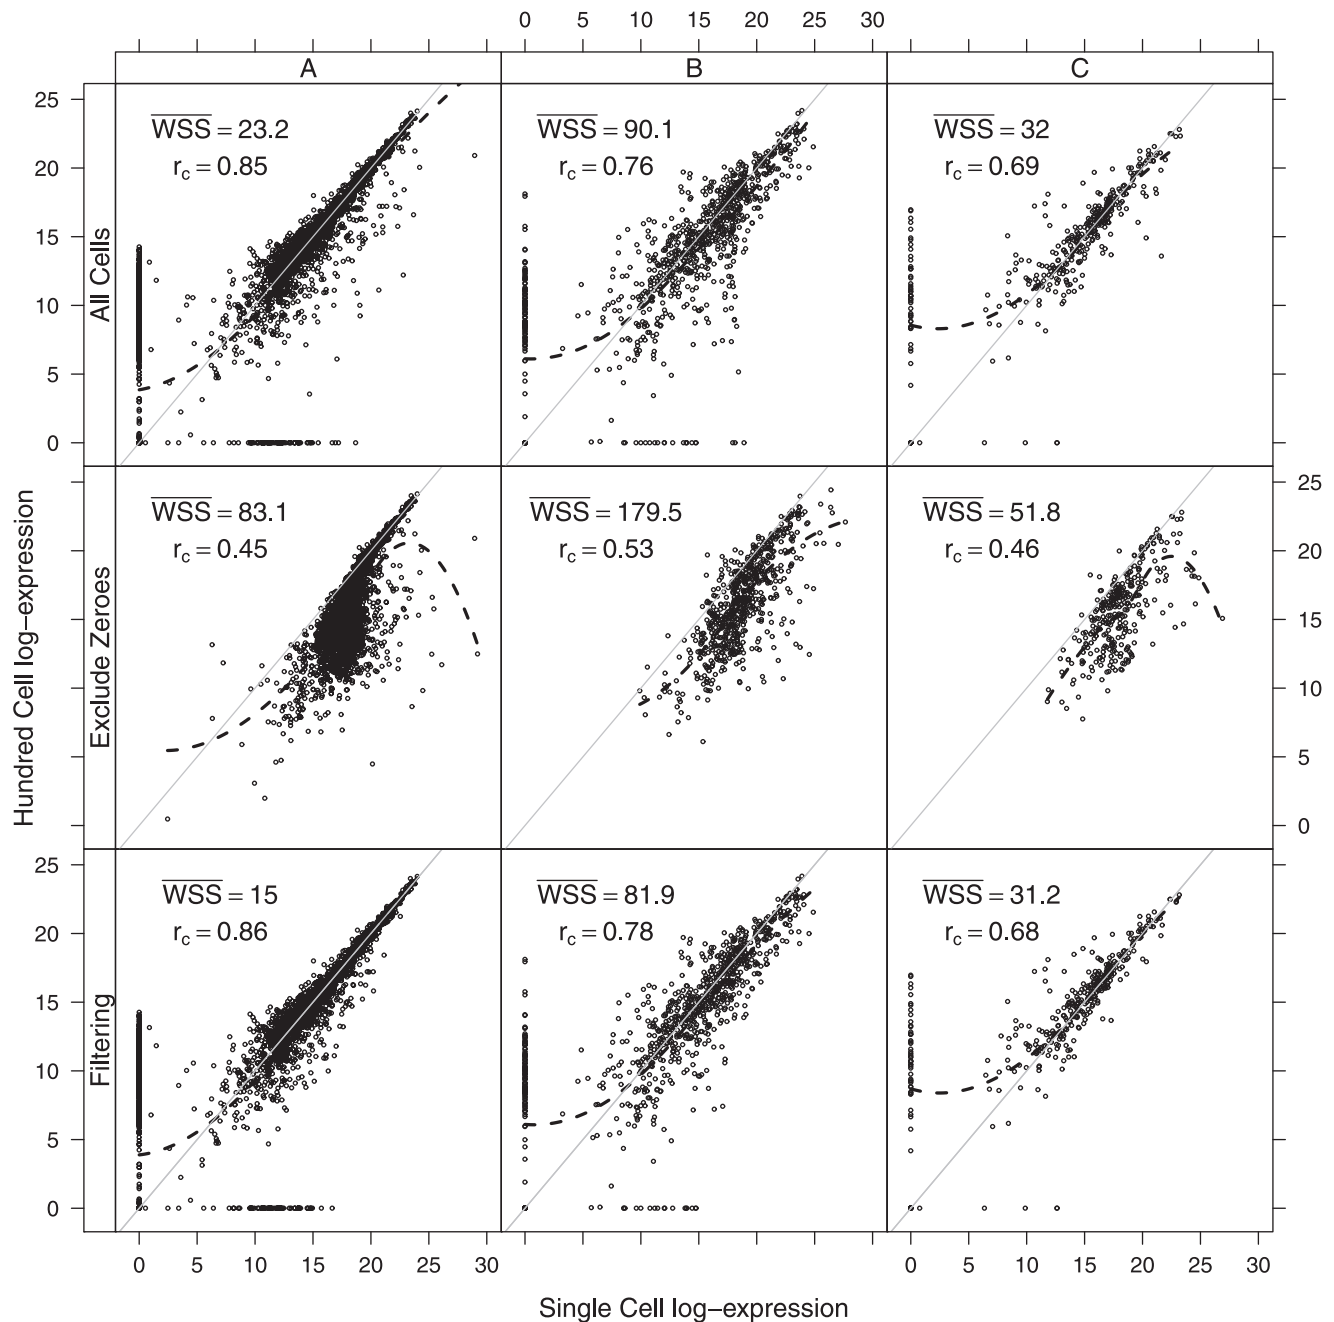 0 5 10 15 20 25 30
A B C
All Cells
25
20
15
10
5
0
WSS = 23.2
r_c = 0.85
WSS = 90.1
r_c = 0.76
WSS = 32
r_c = 0.69
Hundred Cell log−expression
Exclude Zeroes
WSS = 83.1
r_c = 0.45
WSS = 179.5
r_c = 0.53
WSS = 51.8
r_c = 0.46
25
20
15
10
5
0
Filtering
25
20
15
10
5
0
WSS = 15
r_c = 0.86
WSS = 81.9
r_c = 0.78
WSS = 31.2
r_c = 0.68
0 5 10 15 20 25 30
0 5 10 15 20 25 30
Single Cell log−expression